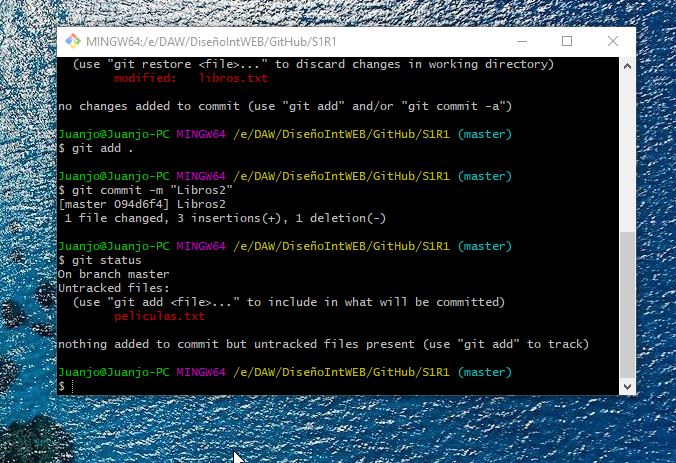 MINGW64:/e/DAW/DiseñoIntWEB/GitHub/S1R1
(use "git restore <file>..." to discard changes in working directory)
modified:   libros.txt
no changes added to commit (use "git add" and/or "git commit -a")
Juanjo@Juanjo-PC MINGW64 /e/DAW/DiseñoIntWEB/GitHub/S1R1 (master)
$ git add .
Juanjo@Juanjo-PC MINGW64 /e/DAW/DiseñoIntWEB/GitHub/S1R1 (master)
$ git commit -m "Libros2"
[master 094d6f4] Libros2
1 file changed, 3 insertions(+), 1 deletion(-)
Juanjo@Juanjo-PC MINGW64 /e/DAW/DiseñoIntWEB/GitHub/S1R1 (master)
$ git status
On branch master
Untracked files:
(use "git add <file>..." to include in what will be committed)
peliculas.txt
nothing added to commit but untracked files present (use "git add" to track)
Juanjo@Juanjo-PC MINGW64 /e/DAW/DiseñoIntWEB/GitHub/S1R1 (master)
$